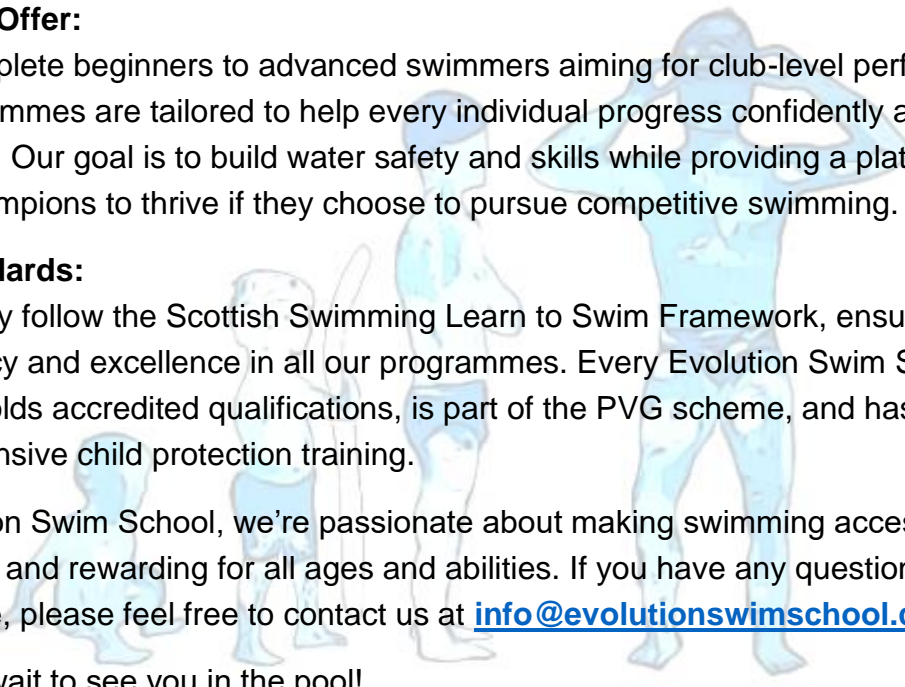 Offer:
plete beginners to advanced swimmers aiming for club-level perf
mmes are tailored to help every individual progress confidently a
Our goal is to build water safety and skills while providing a plat
mpions to thrive if they choose to pursue competitive swimming.
dards:
y follow the Scottish Swimming Learn to Swim Framework, ensu
cy and excellence in all our programmes. Every Evolution Swim S
olds accredited qualifications, is part of the PVG scheme, and has
nsive child protection training.
on Swim School, we’re passionate about making swimming acces
and rewarding for all ages and abilities. If you have any question
e, please feel free to contact us at info@evolutionswimschool.c
wait to see you in the pool!